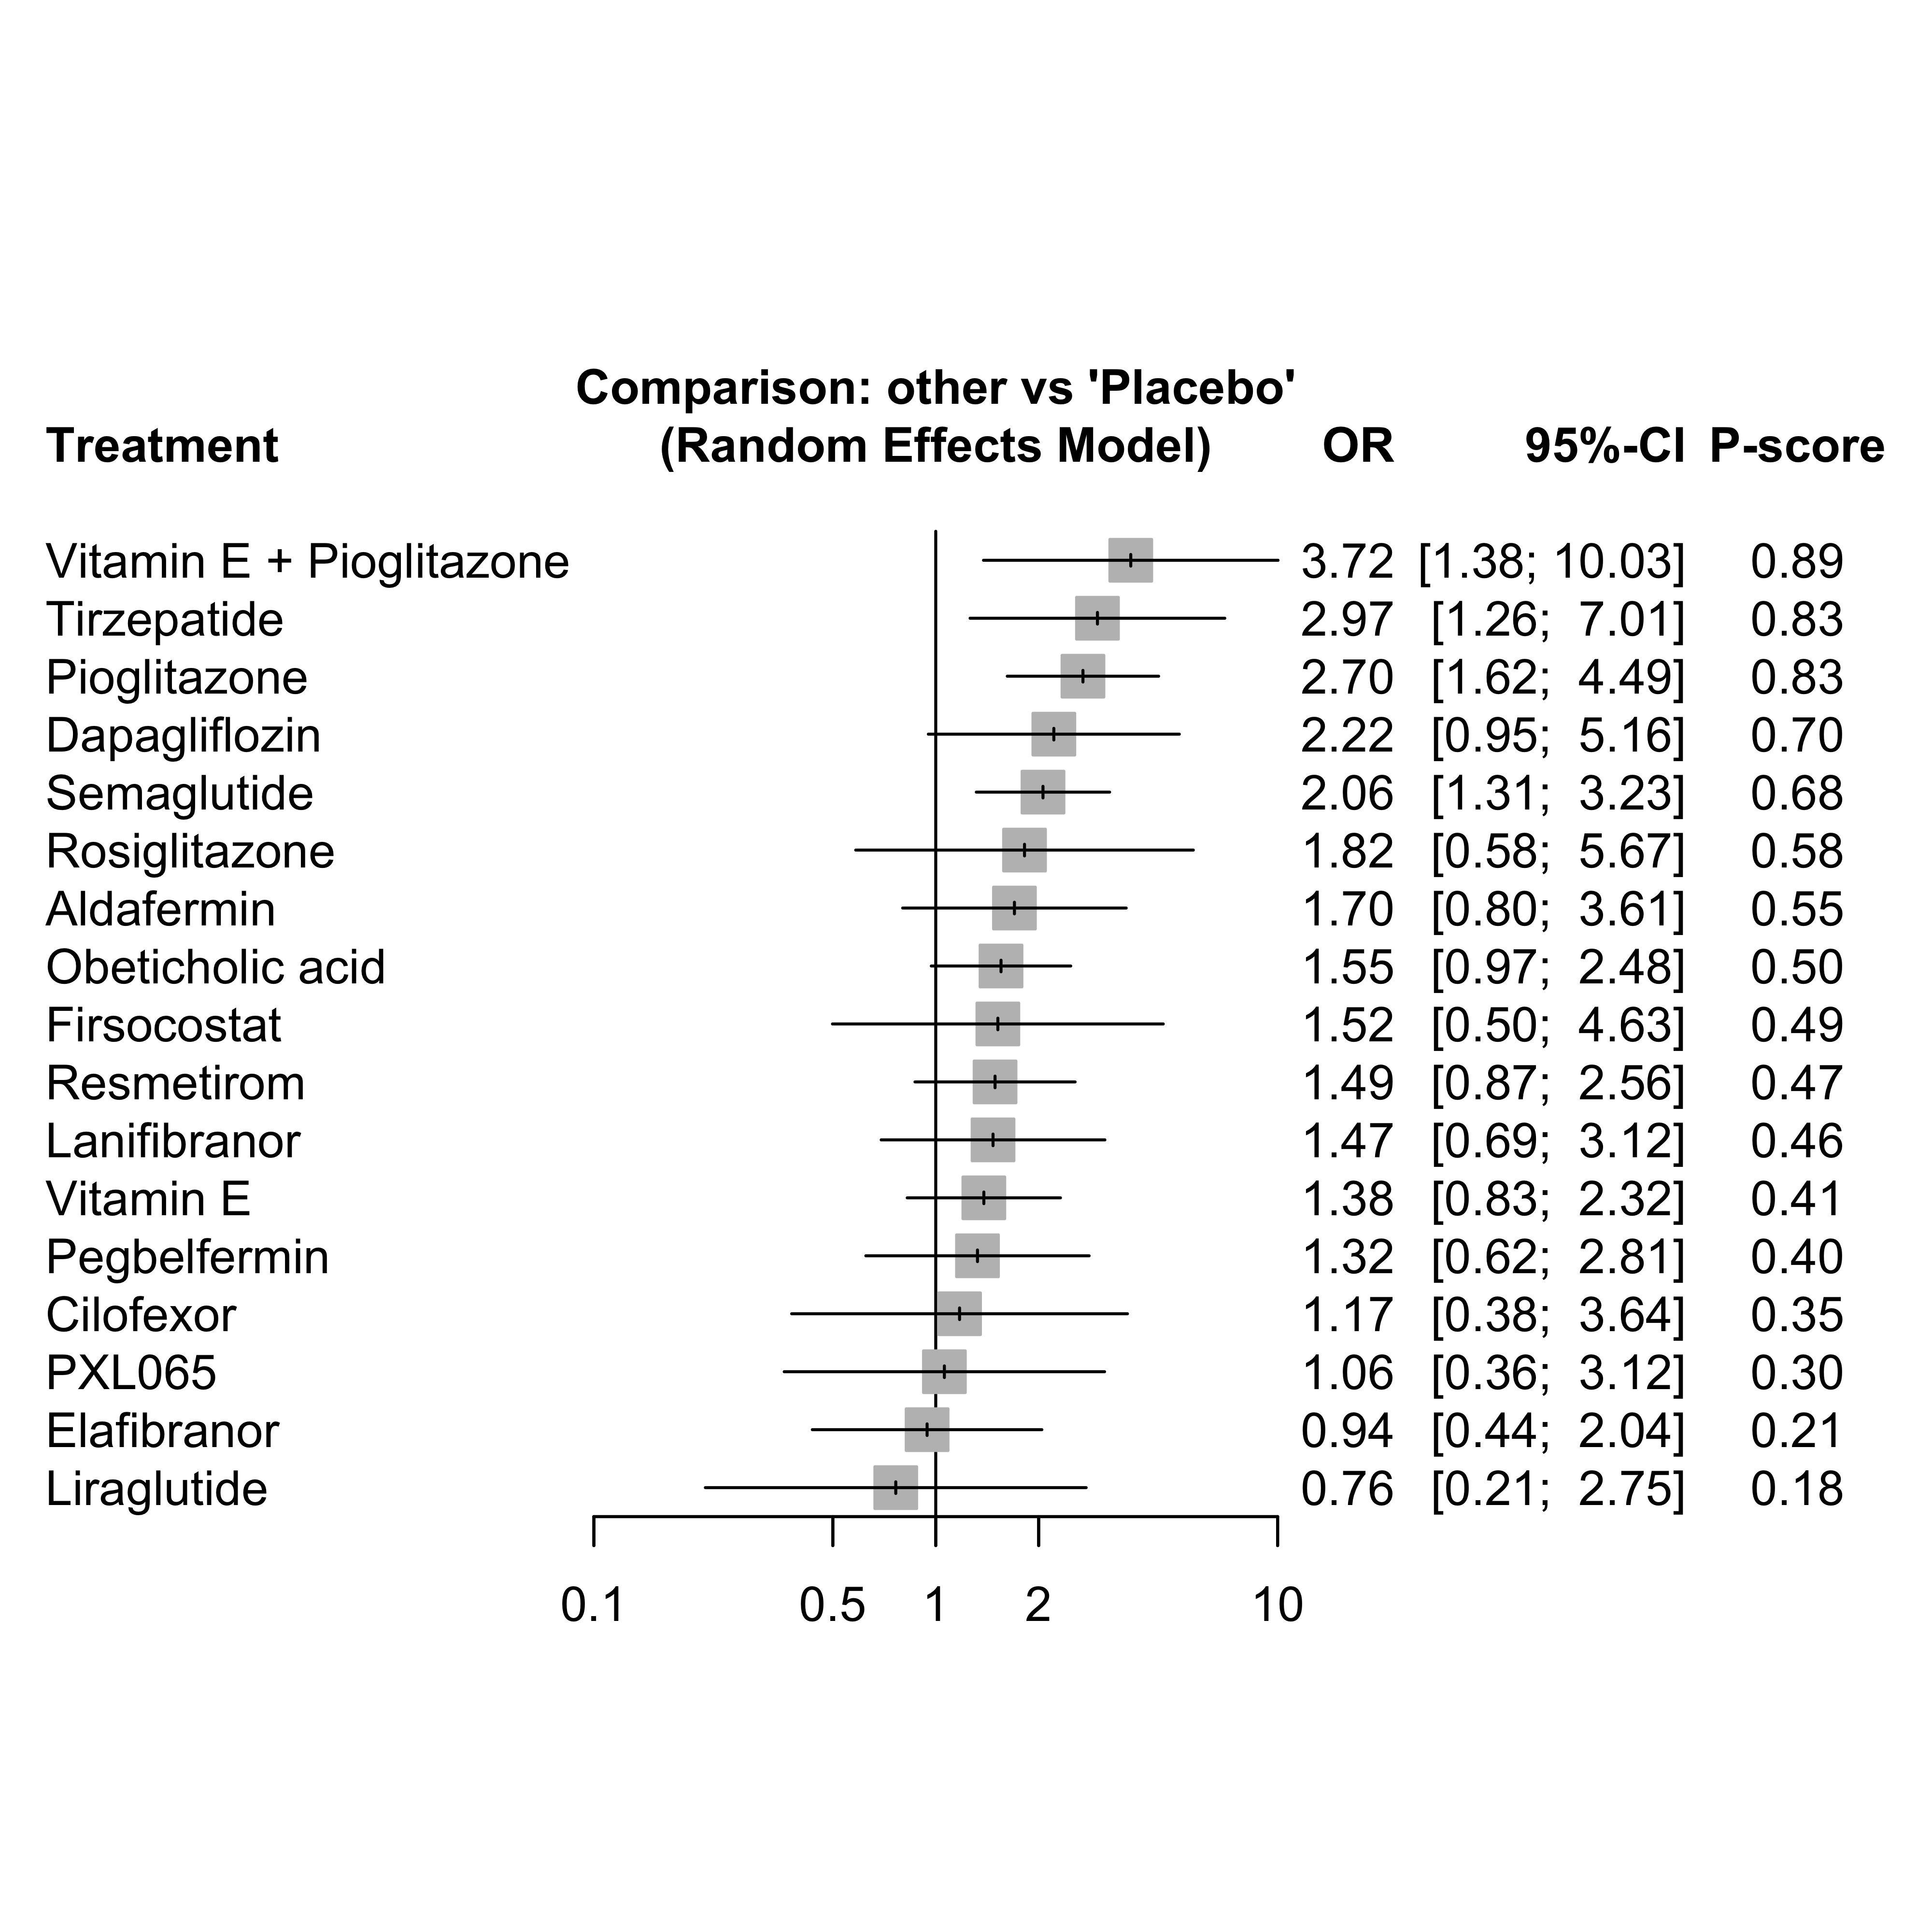 Comparison: other vs 'Placebo'
Treatment (Random Effects Model) OR 95%-CI P-score
Vitamin E + Pioglitazone 3.72 [1.38; 10.03] 0.89
Tirzepatide 2.97 [1.26; 7.01] 0.83
Pioglitazone 2.70 [1.62; 4.49] 0.83
Dapagliflozin 2.22 [0.95; 5.16] 0.70
Semaglutide 2.06 [1.31; 3.23] 0.68
Rosiglitazone 1.82 [0.58; 5.67] 0.58
Aldafermin 1.70 [0.80; 3.61] 0.55
Obeticholic acid 1.55 [0.97; 2.48] 0.50
Firsocostat 1.52 [0.50; 4.63] 0.49
Resmetirom 1.49 [0.87; 2.56] 0.47
Lanifibranor 1.47 [0.69; 3.12] 0.46
Vitamin E 1.38 [0.83; 2.32] 0.41
Pegbelfermin 1.32 [0.62; 2.81] 0.40
Cilofexor 1.17 [0.38; 3.64] 0.35
PXL065 1.06 [0.36; 3.12] 0.30
Elafibranor 0.94 [0.44; 2.04] 0.21
Liraglutide 0.76 [0.21; 2.75] 0.18
0.1 0.5 1 2 10